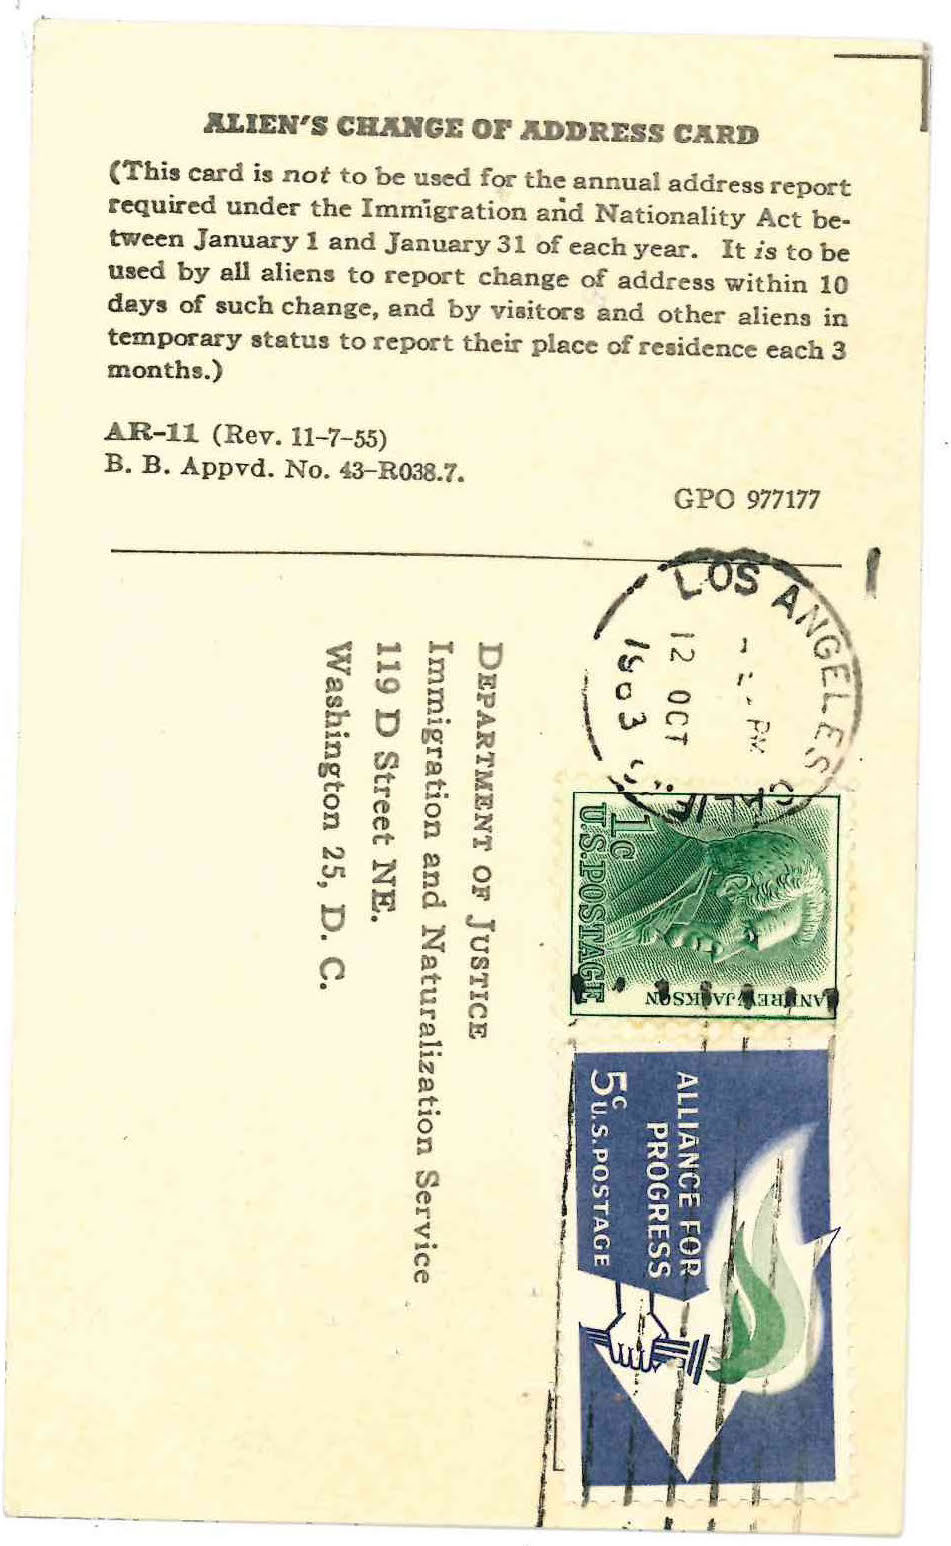 ALIEN'S CHANGE OF ADDRESS CARD
(This card is not to be used for the annual address report
required under the Immigration and Nationality Act be-
tween January 1 and January 31 of each year. It is to be
used by all aliens to report change of address within 10
days of such change, and by visitors and other aliens in
temporary status to report their place of residence each 3
months.)
AR-11 (Rev. 11-7-55)
B. B. Appvd. No. 43-R038.7.
GPO 977177
LOS ANGELES
PM
12 OCT
DEPARTMENT OF JUSTICE
Immigration and Naturalization Service
119 D Street NE.
Washington 25, D. C.
1c
U.S. POSTAGE
ANDREW JACKSON
ALLIANCE FOR
PROGRESS
5c U.S. POSTAGE